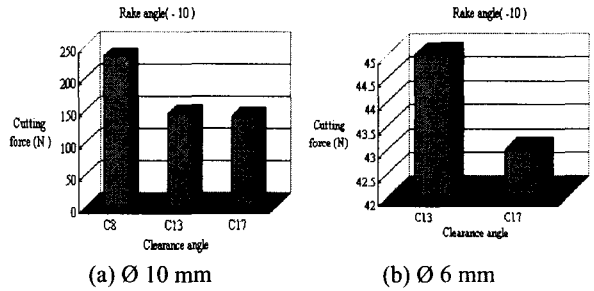 Rake angle( - 10 )
250
200
150
100
50
0
Cutting
force (N )
C8
C13
C17
Clearance angle
(a) Ø 10 mm
Rake angle( -10 )
45
44.5
44
43.5
43
42.5
42
Cutting
force (N)
C13
C17
Clearance angle
(b) Ø 6 mm